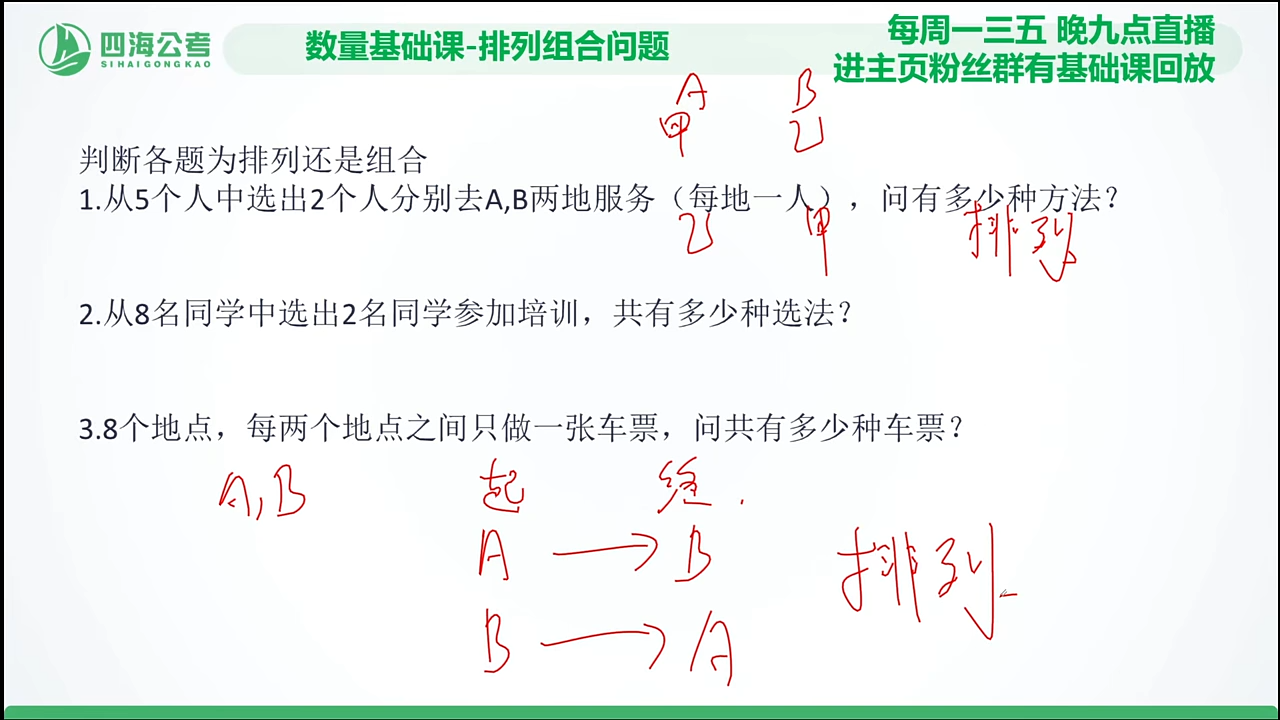 四海公考
SIHAIGONGKAO
数量基础课-排列组合问题
每周一三五 晚九点直播
进主页粉丝群有基础课回放
A B
甲 乙
判断各题为排列还是组合
1.从5个人中选出2个人分别去A,B两地服务（每地一人），问有多少种方法？
乙 甲 排列
2.从8名同学中选出2名同学参加培训，共有多少种选法？
3.8个地点，每两个地点之间只做一张车票，问共有多少种车票？
A,B 起
A → B 排列
B → A